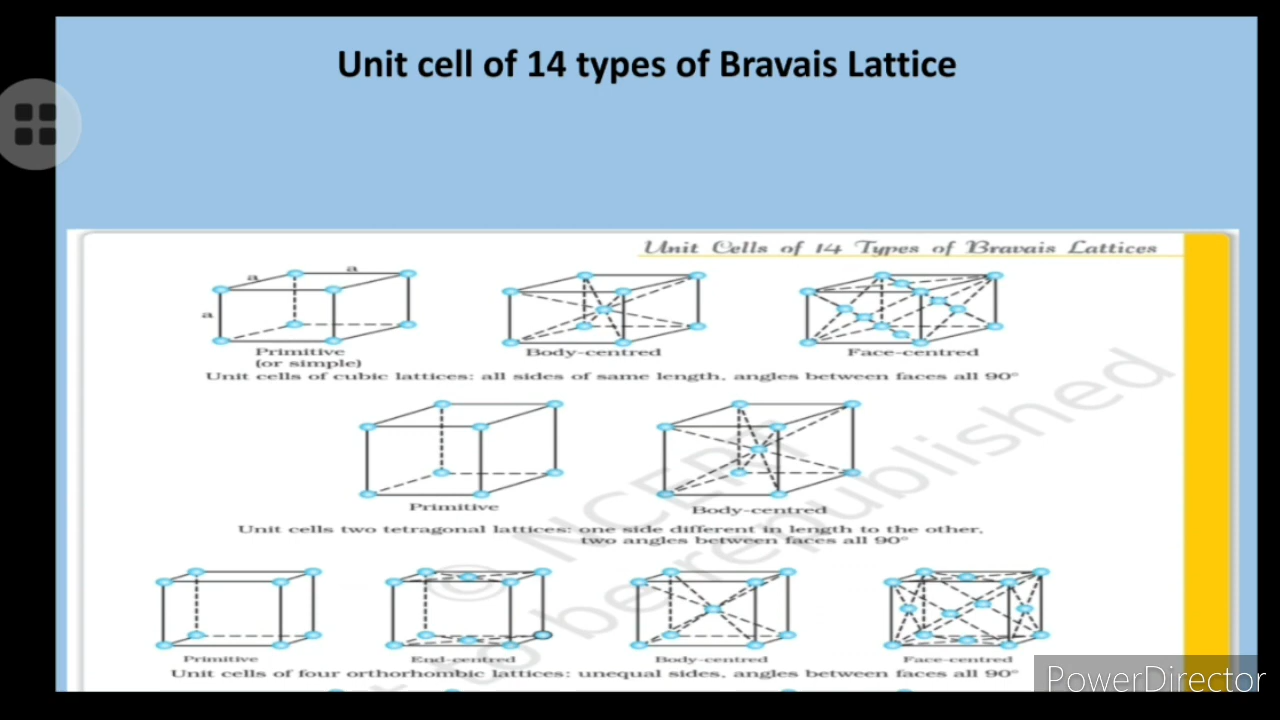 Unit cell of 14 types of Bravais Lattice
Unit Cells of 14 Types of Bravais Lattices
a
a
a
Primitive
(or simple)
Body-centred
Face-centred
Unit cells of cubic lattices: all sides of same length, angles between faces all 90°
Primitive
Body-centred
Unit cells two tetragonal lattices: one side different in length to the other,
two angles between faces all 90°
Primitive
End-centred
Body-centred
Face-centred
Unit cells of four orthorhombic lattices: unequal sides, angles between faces all 90°
© NCERT
to be republished
PowerDirector